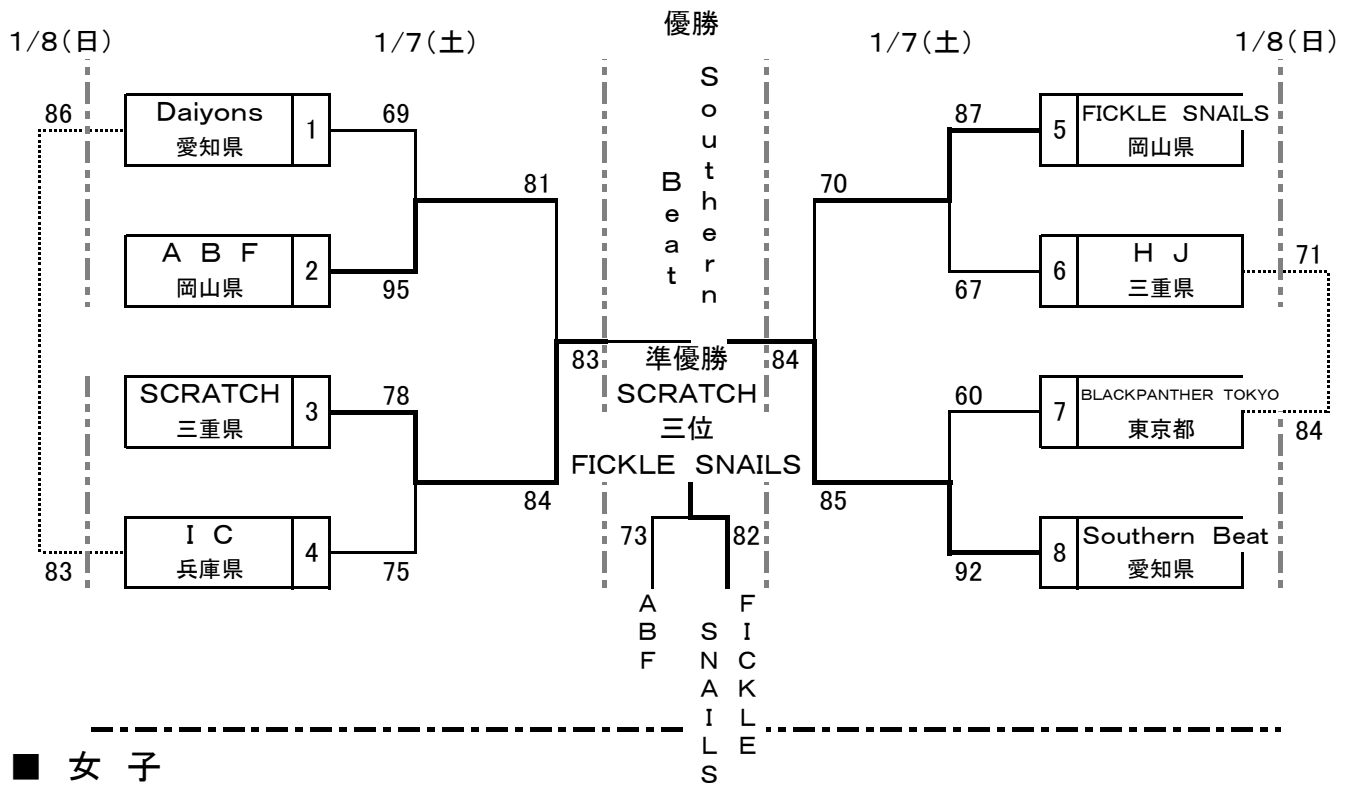 優勝
1/8(日)
1/7(土)
1/7(土)
1/8(日)
Southern
Beat
86
Daiyons
愛知県
1
69
81
A B F
岡山県
2
95
SCRATCH
三重県
3
78
84
I C
兵庫県
4
75
83
83
準優勝
84
SCRATCH
三位
FICKLE SNAILS
73
82
ABF
FICKLE
SNAILS
87
5
FICKLE SNAILS
岡山県
70
6
H J
三重県
67
71
60
7
BLACKPANTHER TOKYO
東京都
84
85
8
Southern Beat
愛知県
92
■ 女 子